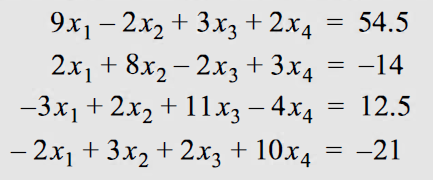 9x₁ – 2x₂ + 3x₃ + 2x₄ = 54.5
2x₁ + 8x₂ – 2x₃ + 3x₄ = –14
–3x₁ + 2x₂ + 11x₃ – 4x₄ = 12.5
– 2x₁ + 3x₂ + 2x₃ + 10x₄ = –21